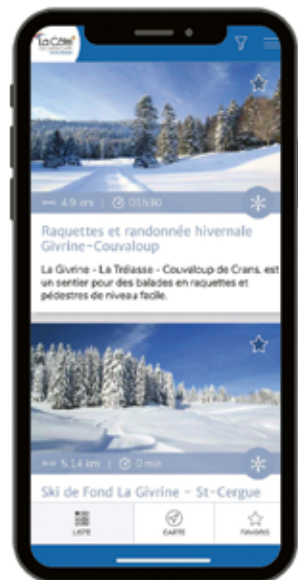 La Côte
4.9 km | 01h30
Raquettes et randonnée hivernale
Givrine-Couvaloup
La Givrine - La Trélasse - Couvaloup de Crans, est
un sentier pour des balades en raquettes et
pédestres de niveau facile.
5.14 km | 0 min
Ski de Fond La Givrine - St-Cergue
LISTE
CARTE
FAVORIS